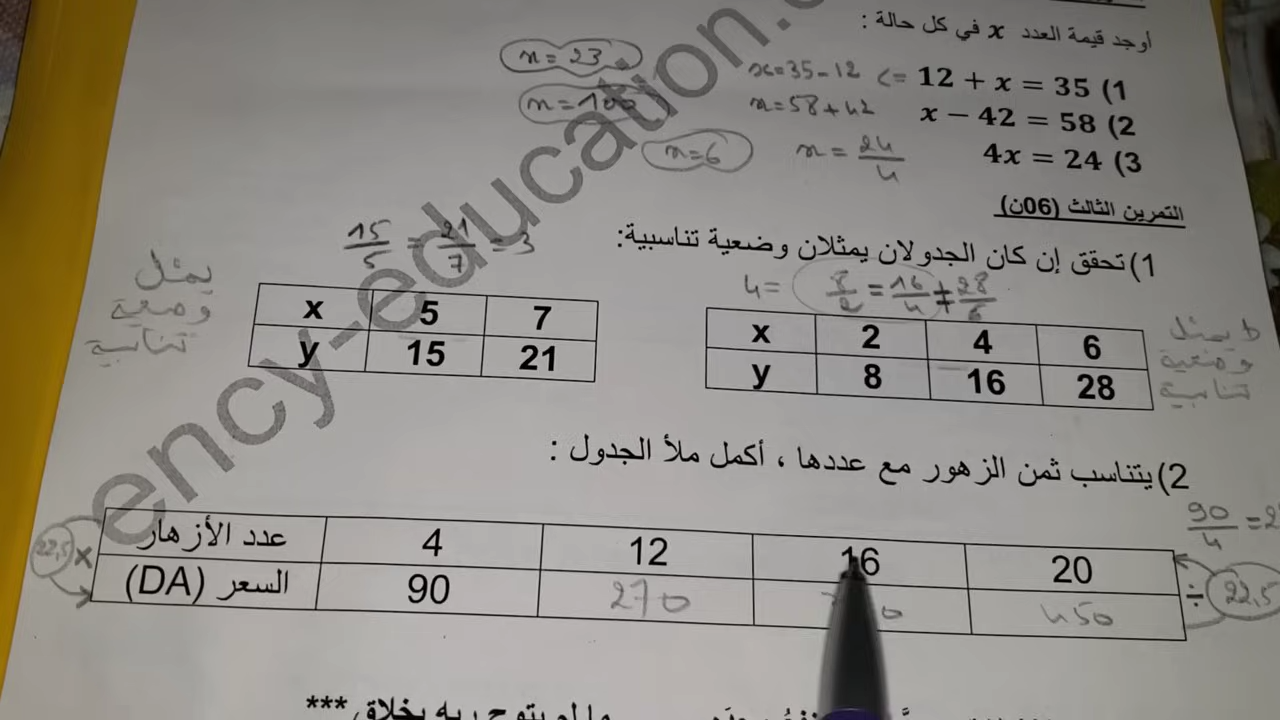 أوجد قيمة العدد x في كل حالة :
1) 12 + x = 35 => x=35-12 x=23
2) x − 42 = 58 x=58+42 x=100
3) 4x = 24 x=24/4 x=6
التمرين الثالث (06ن)
1) تحقق إن كان الجدولان يمثلان وضعية تناسبية:
15/5 = 21/7 = 3
4= 8/2 = 16/4 ≠ 28/6
x 5 7
y 15 21
يمثل
وضعية
تناسبية
x 2 4 6
y 8 16 28
لا يمثل
وضعية
تناسبية
2) يتناسب ثمن الزهور مع عددها ، أكمل ملأ الجدول :
90/4 =
عدد الأزهار 4 12 16 20
السعر (DA) 90 270 450
22,5 ×
÷ 22,5
ency-education.